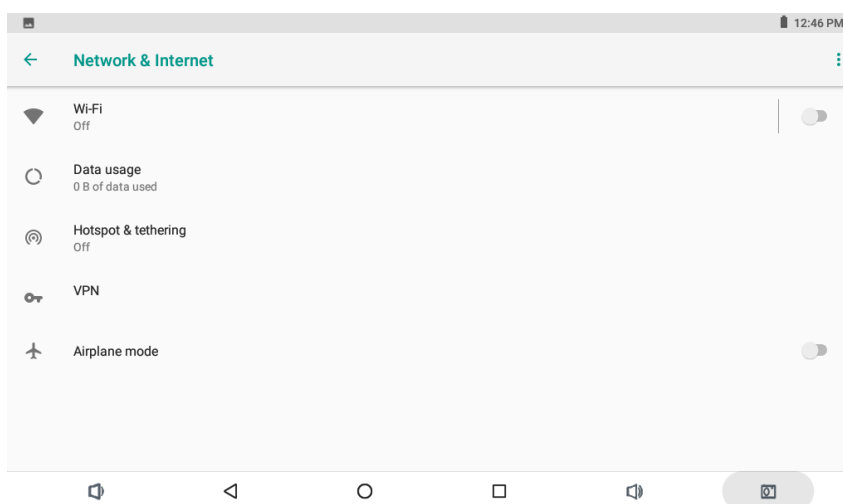 12:46 PM
Network & Internet
Wi-Fi
Off
Data usage
0 B of data used
Hotspot & tethering
Off
VPN
Airplane mode